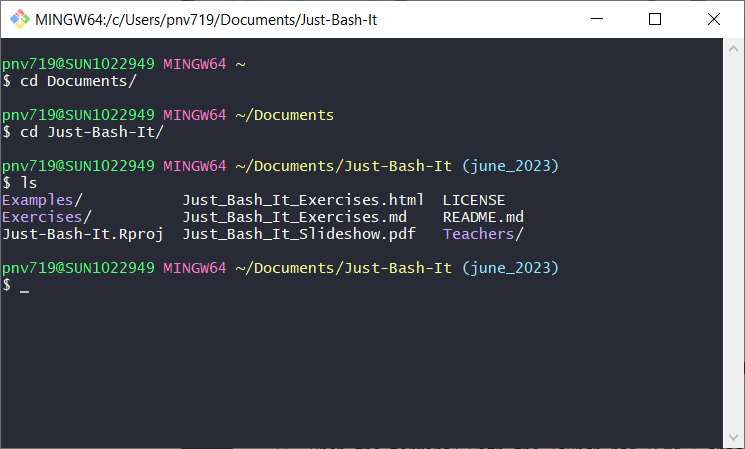 MINGW64:/c/Users/pnv719/Documents/Just-Bash-It
pnv719@SUN1022949 MINGW64 ~
$ cd Documents/
pnv719@SUN1022949 MINGW64 ~/Documents
$ cd Just-Bash-It/
pnv719@SUN1022949 MINGW64 ~/Documents/Just-Bash-It (june_2023)
$ ls
Examples/ Just_Bash_It_Exercises.html LICENSE
Exercises/ Just_Bash_It_Exercises.md README.md
Just-Bash-It.Rproj Just_Bash_It_Slideshow.pdf Teachers/
pnv719@SUN1022949 MINGW64 ~/Documents/Just-Bash-It (june_2023)
$ _